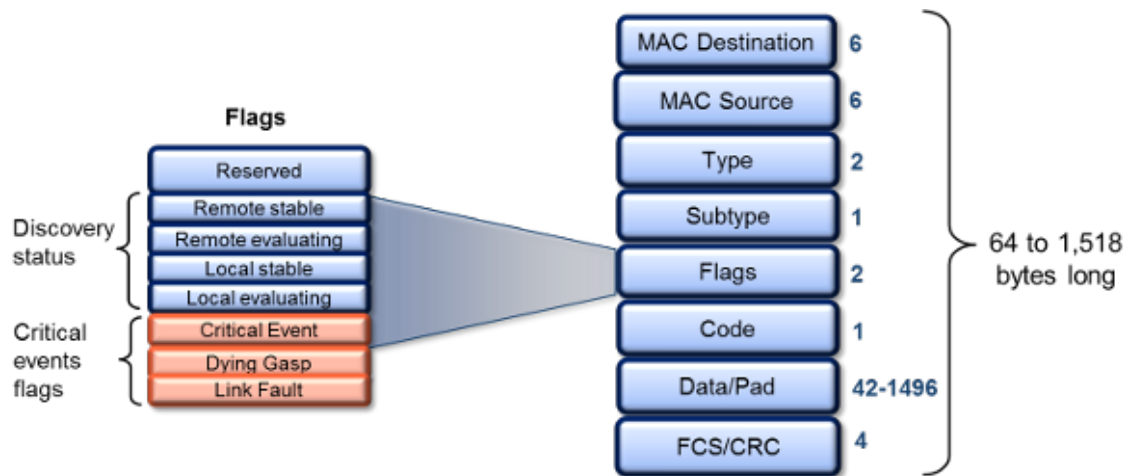 Flags
Reserved
Remote stable
Remote evaluating
Local stable
Local evaluating
Critical Event
Dying Gasp
Link Fault
Discovery
status
Critical
events
flags
MAC Destination 6
MAC Source 6
Type 2
Subtype 1
Flags 2
Code 1
Data/Pad 42-1496
FCS/CRC 4
64 to 1,518
bytes long